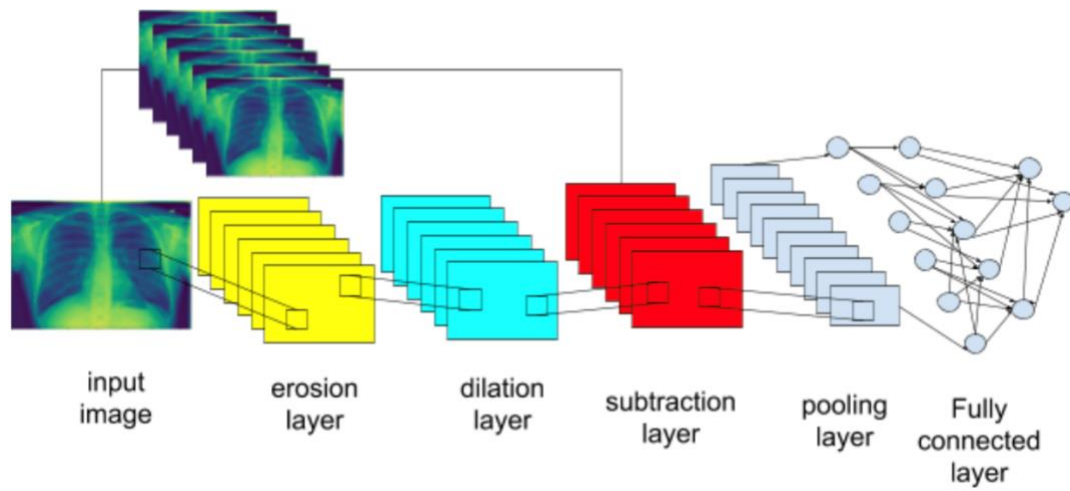 input
image
erosion
layer
dilation
layer
subtraction
layer
pooling
layer
Fully
connected
layer